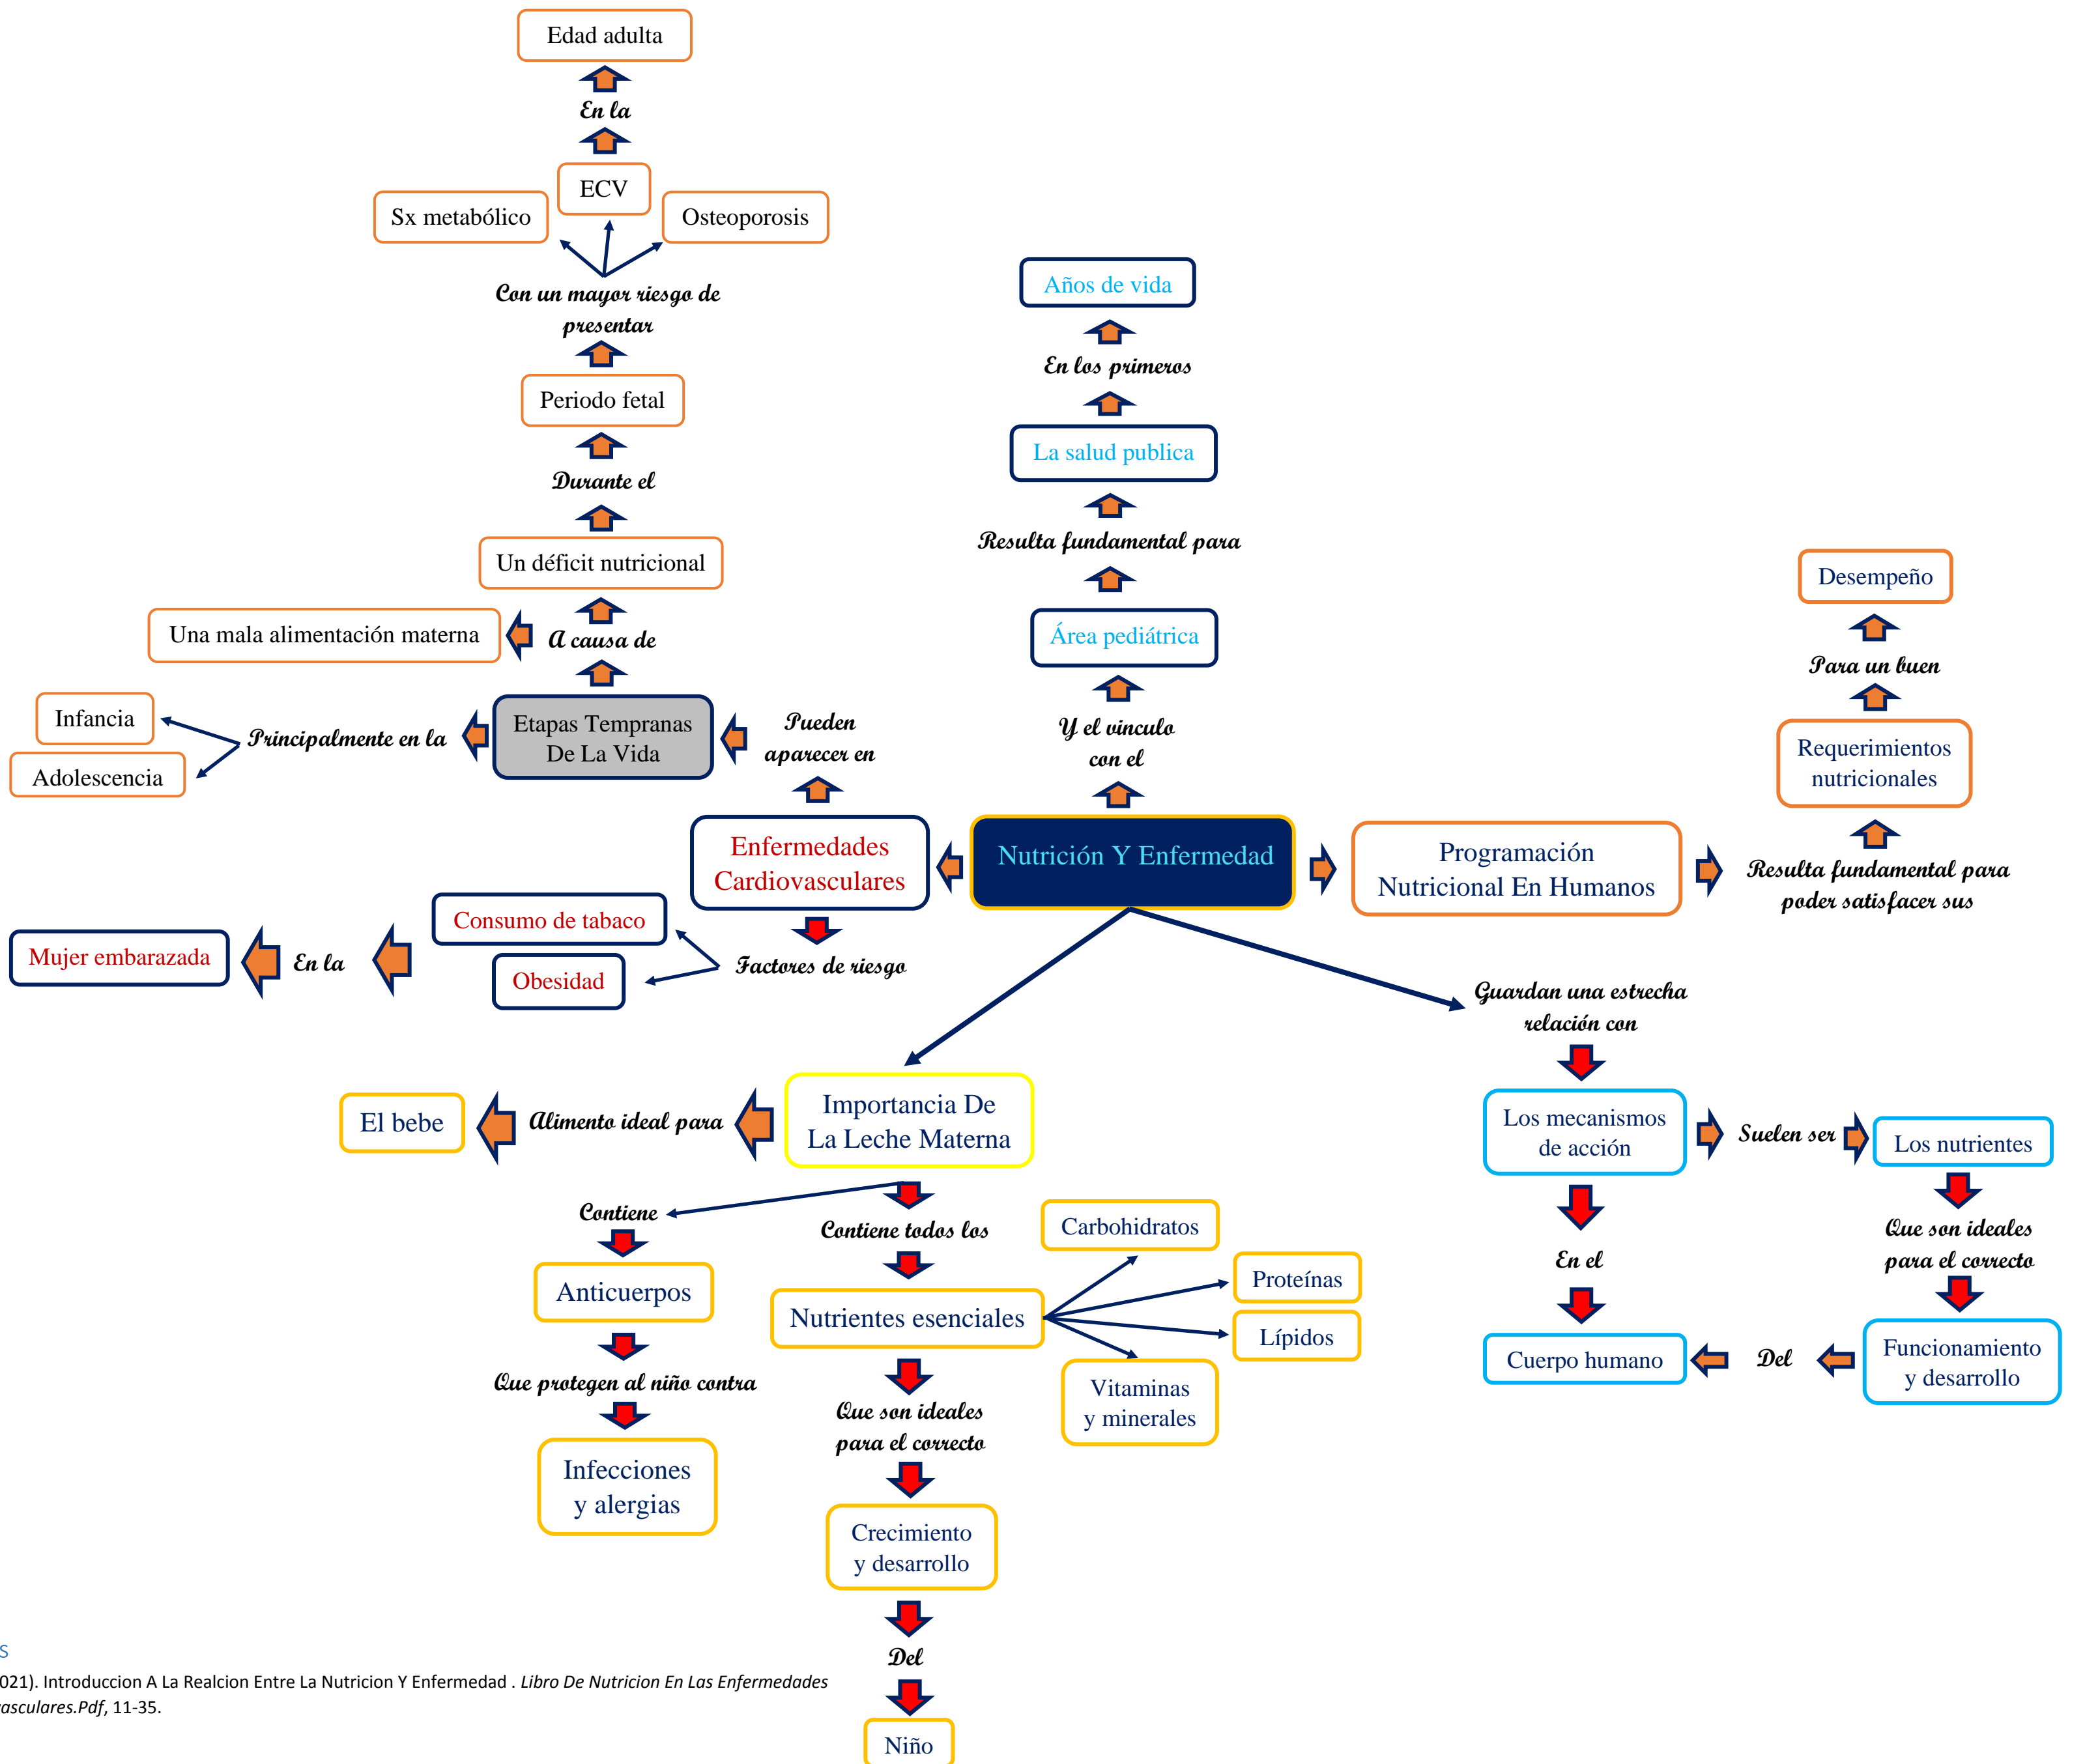 Edad adulta
En la
ECV
Sx metabólico
Osteoporosis
Con un mayor riesgo de
presentar
Periodo fetal
Durante el
Un déficit nutricional
Una mala alimentación materna
A causa de
Infancia
Adolescencia
Principalmente en la
Etapas Tempranas
De La Vida
Pueden
aparecer en
Años de vida
En los primeros
La salud publica
Resulta fundamental para
Área pediátrica
Y el vinculo
con el
Desempeño
Para un buen
Requerimientos
nutricionales
Enfermedades
Cardiovasculares
Nutrición Y Enfermedad
Programación
Nutricional En Humanos
Resulta fundamental para
poder satisfacer sus
Mujer embarazada
En la
Consumo de tabaco
Obesidad
Factores de riesgo
Guardan una estrecha
relación con
El bebe
Alimento ideal para
Importancia De
La Leche Materna
Los mecanismos
de acción
Suelen ser
Los nutrientes
Contiene
Contiene todos los
Carbohidratos
Proteínas
Lípidos
Vitaminas
y minerales
Anticuerpos
Nutrientes esenciales
En el
Que son ideales
para el correcto
Cuerpo humano
Del
Funcionamiento
y desarrollo
Que protegen al niño contra
Infecciones
y alergias
Que son ideales
para el correcto
Crecimiento
y desarrollo
Del
Niño
S
021). Introduccion A La Realcion Entre La Nutricion Y Enfermedad . Libro De Nutricion En Las Enfermedades
vasculares.Pdf, 11-35.